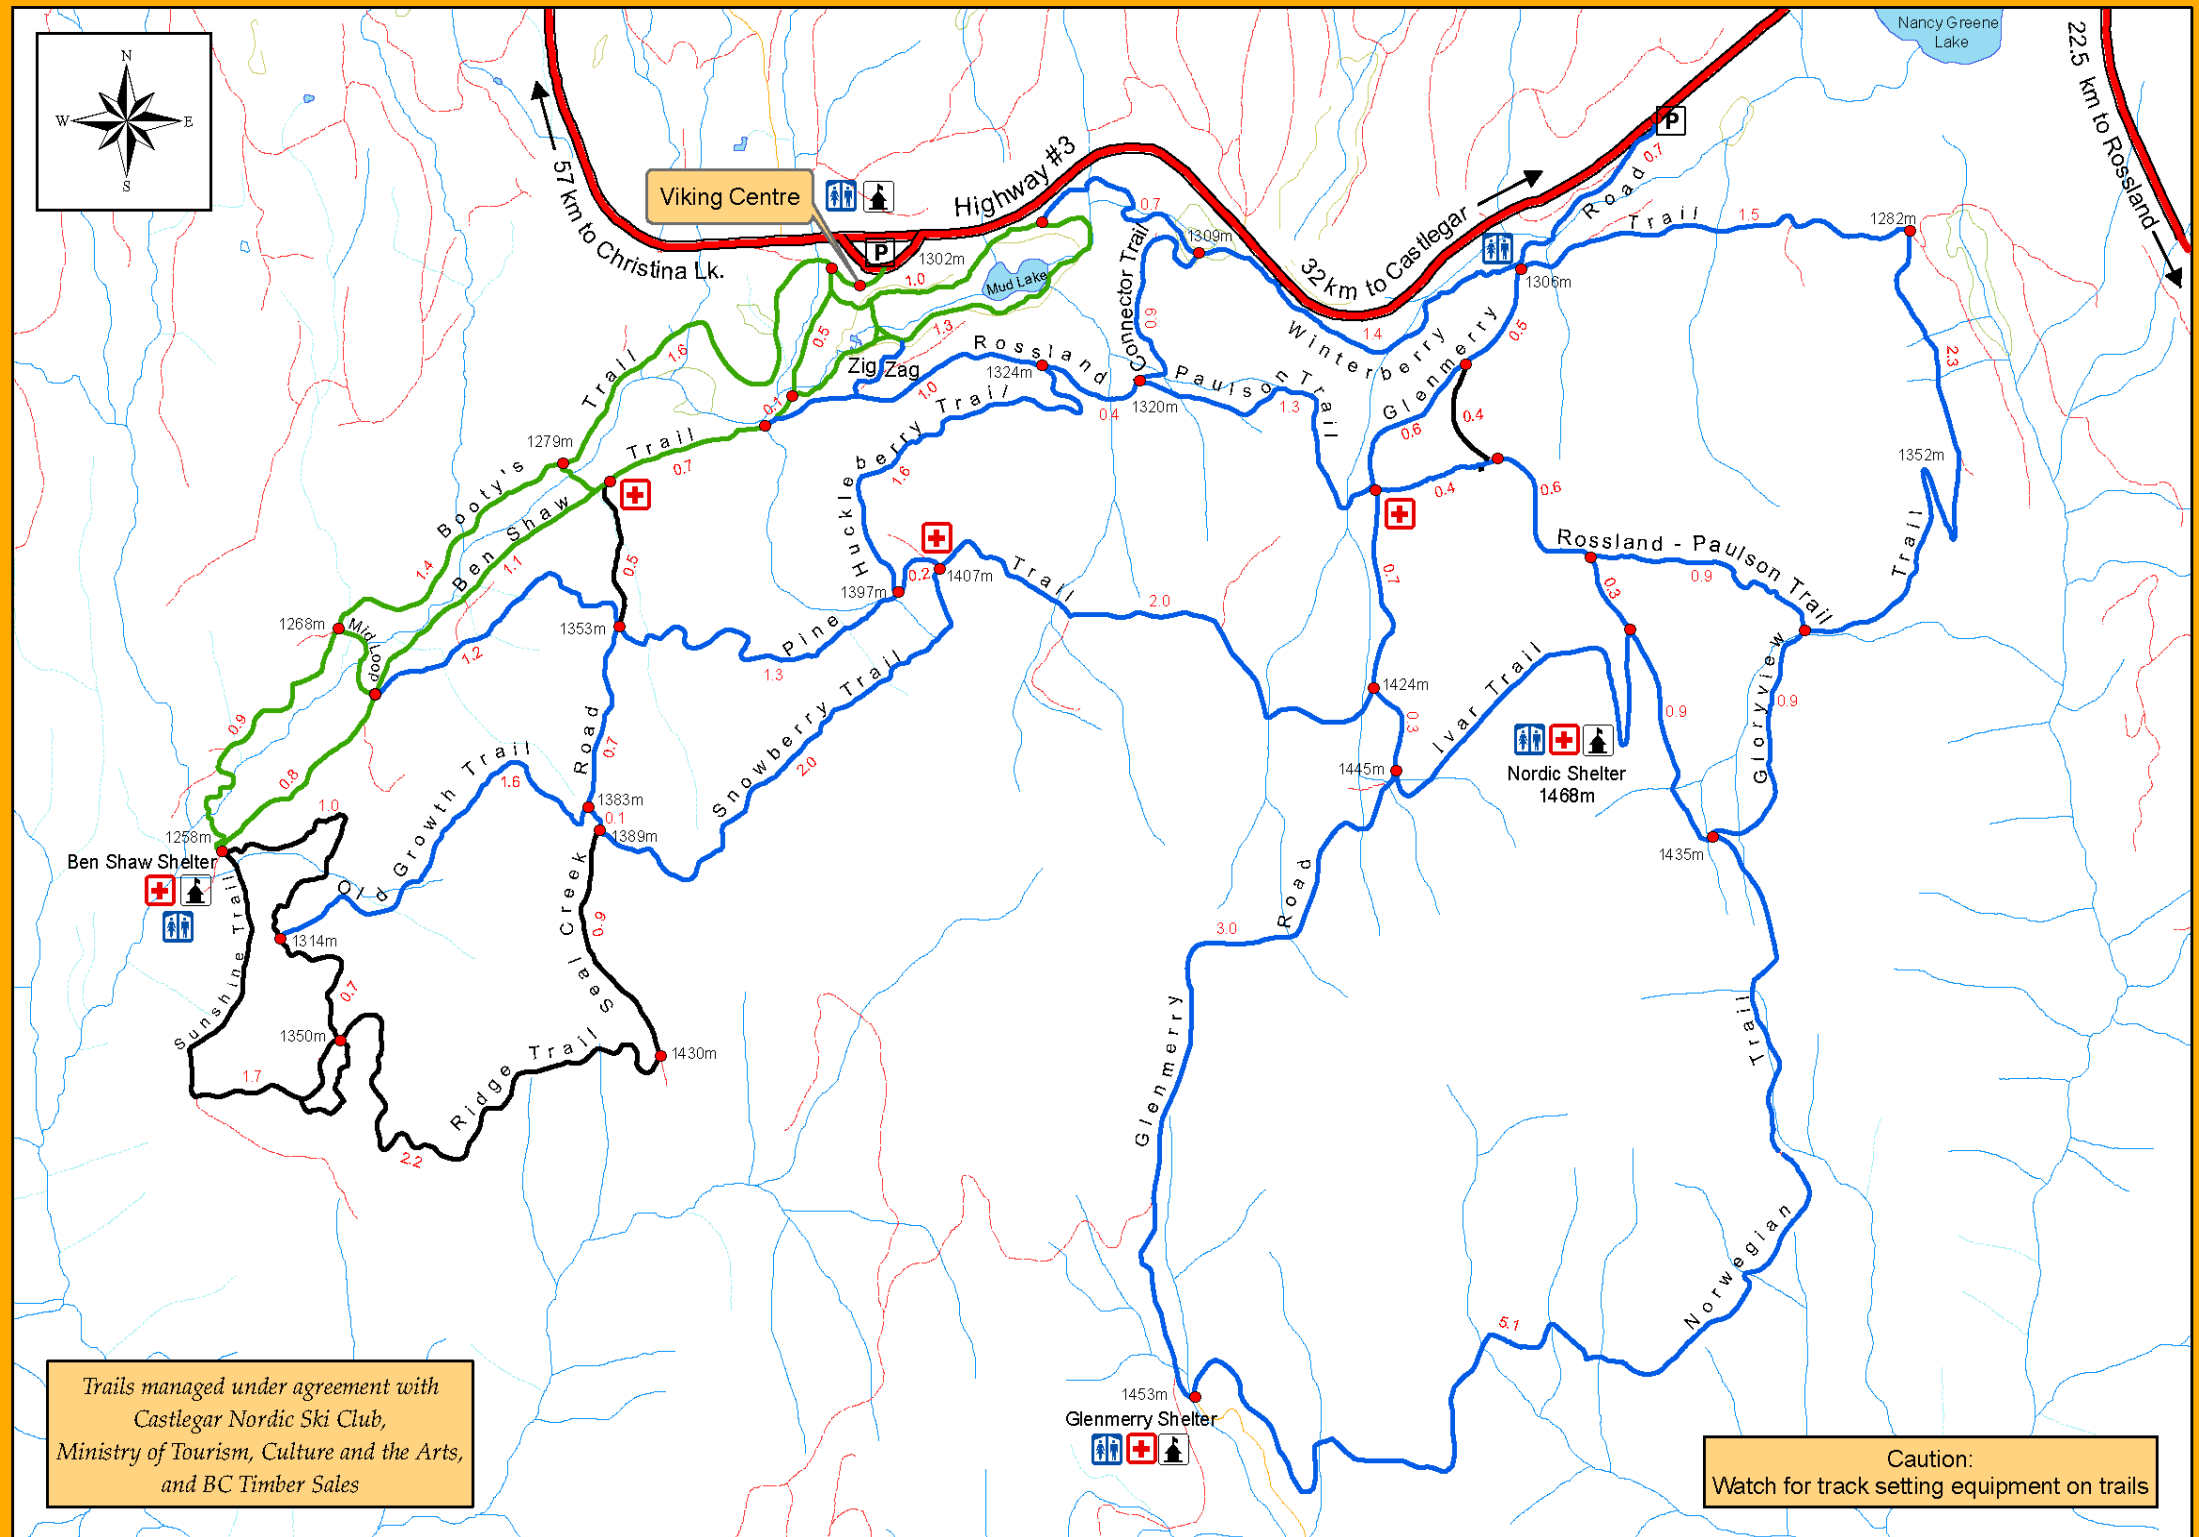 Nancy Greene
Lake
22.5 km to Rossland
N
W
E
S
57 km to Christina Lk.
Viking Centre
Highway #3
P
P
32 km to Castlegar
0.7
Road
Trail
1.5
1282m
0.7
1309m
Connector Trail
0.9
1302m
1.0
Mud Lake
1.3
0.5
Zig Zag
1306m
Winterberry
1.4
Glenmerry
0.5
2.3
Booty's Trail
1.6
0.1
1.0
Rossland
1324m
0.4
1320m
Paulson Trail
1.3
0.6
0.4
0.4
0.6
1352m
1279m
Ben Shaw Trail
0.7
Huckleberry Trail
1.6
1.4
1.1
0.5
1397m
0.2
1407m
Trail
2.0
0.7
Rossland - Paulson Trail
0.9
0.3
Trail
1268m
Mid Loop
1353m
1.2
Pine
1.3
Snowberry Trail
2.0
0.9
0.8
Road
0.7
1424m
0.3
Ivar Trail
0.9
Gloryview
0.9
1445m
Nordic Shelter
1468m
1435m
Old Growth Trail
1.6
1383m
0.1
1389m
1.0
1258m
Ben Shaw Shelter
Sunshine Trail
1314m
0.7
1350m
1.7
Seal Creek
0.9
Ridge Trail
1430m
2.2
3.0
Glenmerry Road
Norwegian Trail
5.1
1453m
Glenmerry Shelter
Trails managed under agreement with
Castlegar Nordic Ski Club,
Ministry of Tourism, Culture and the Arts,
and BC Timber Sales
Caution:
Watch for track setting equipment on trails